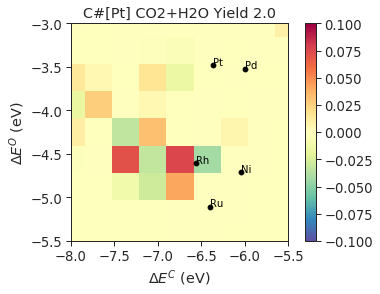 C#[Pt] CO2+H2O Yield 2.0
−3.0
−3.5
−4.0
−4.5
−5.0
−5.5
ΔE^O (eV)
Pt
Pd
Rh
Ni
Ru
−8.0 −7.5 −7.0 −6.5 −6.0 −5.5
ΔE^C (eV)
0.100
0.075
0.050
0.025
0.000
−0.025
−0.050
−0.075
−0.100